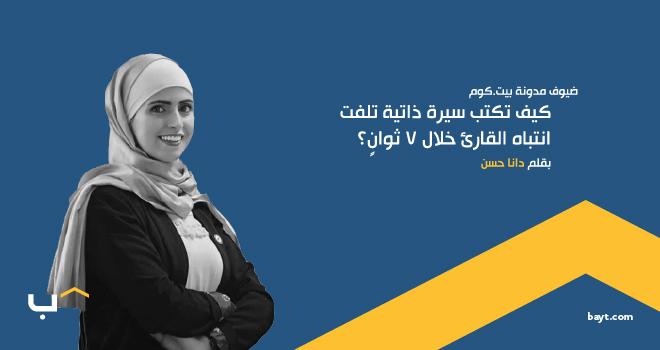 ضيوف مدونة بيت.كوم
كيف تكتب سيرة ذاتية تلفت
انتباه القارئ خلال ٧ ثوانٍ؟
بقلم دانا حسن
ب
bayt.com